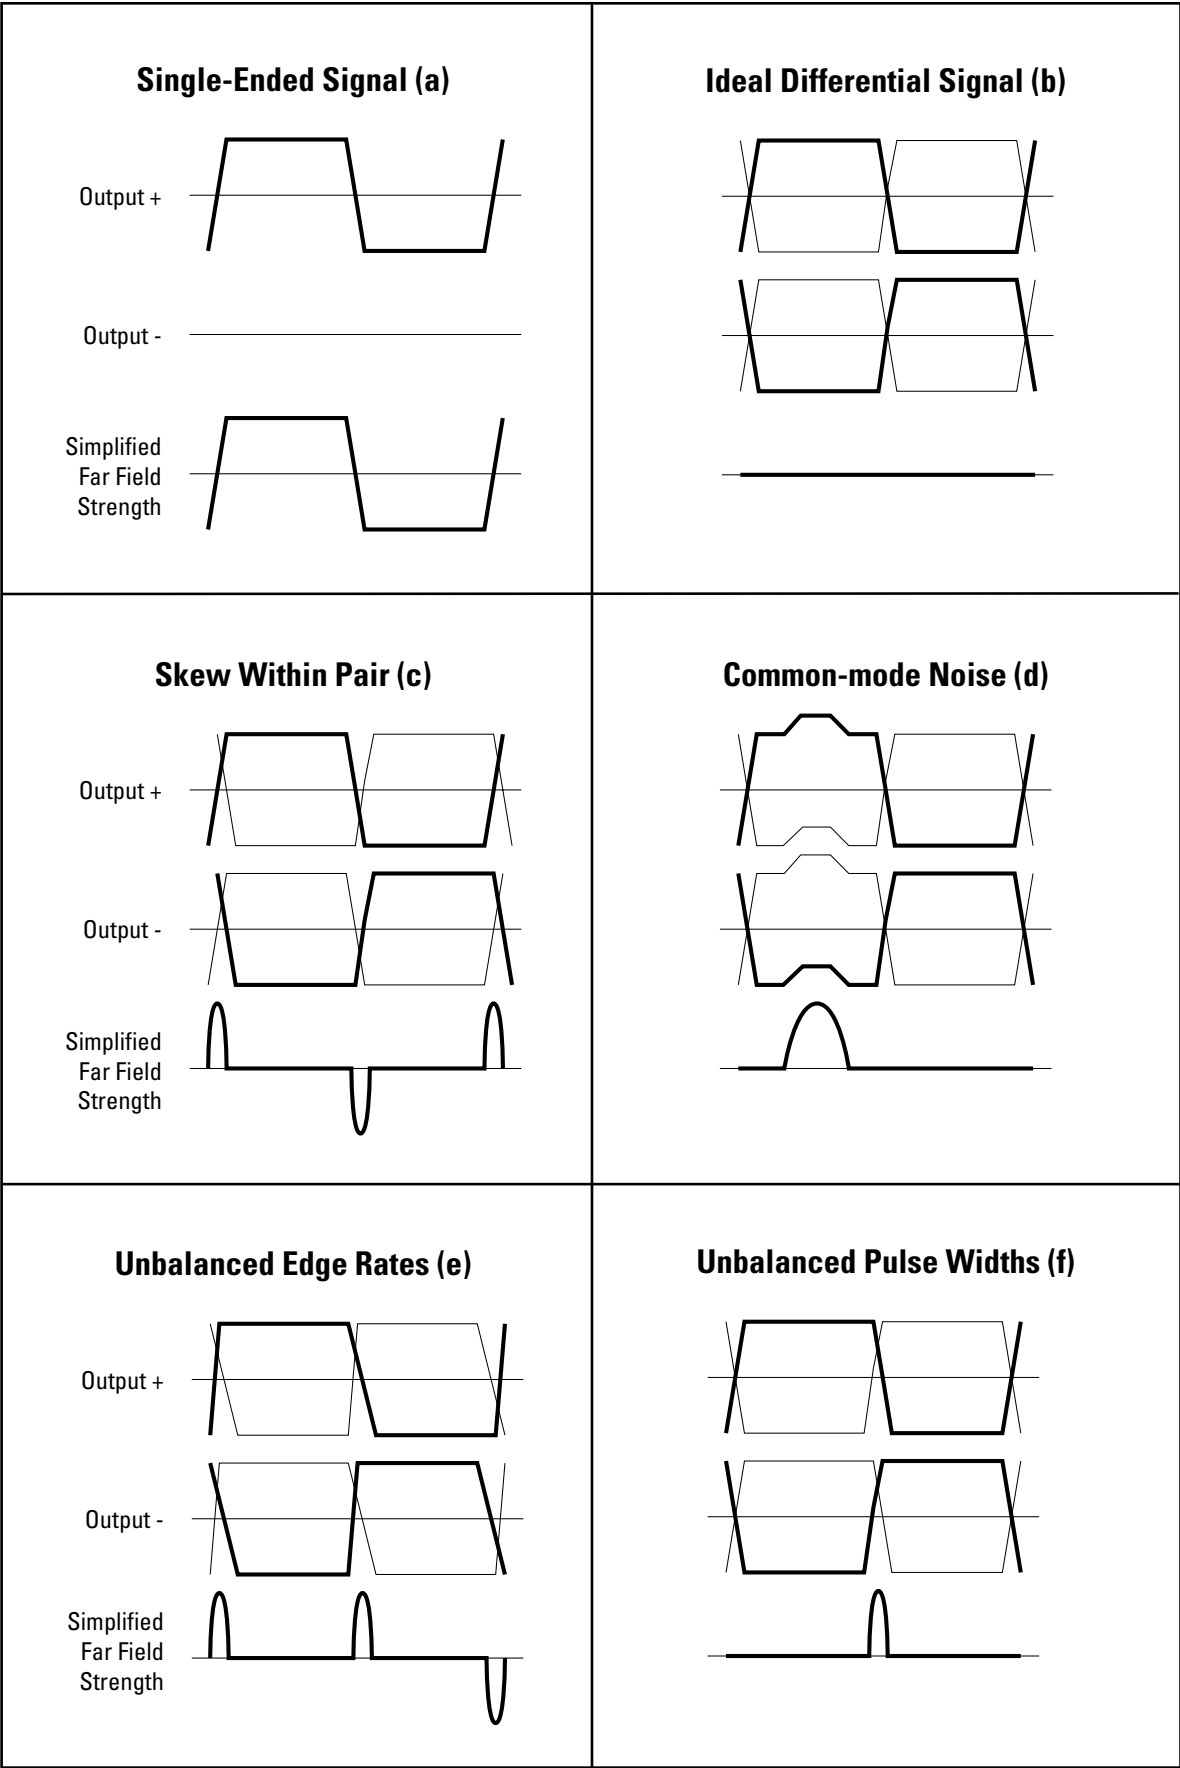 Single-Ended Signal (a)
Output +
Output -
Simplified
Far Field
Strength
Ideal Differential Signal (b)
Skew Within Pair (c)
Output +
Output -
Simplified
Far Field
Strength
Common-mode Noise (d)
Unbalanced Edge Rates (e)
Output +
Output -
Simplified
Far Field
Strength
Unbalanced Pulse Widths (f)